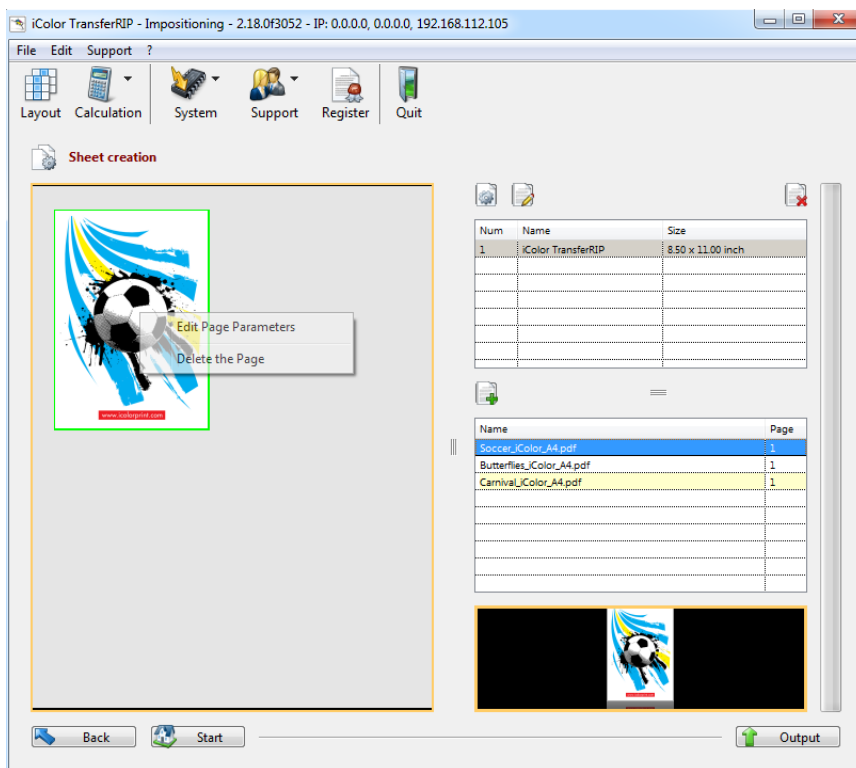 iColor TransferRIP - Impositioning - 2.18.0f3052 - IP: 0.0.0.0, 0.0.0.0, 192.168.112.105
File Edit Support ?
Layout Calculation System Support Register Quit
Sheet creation
Num Name Size
1 iColor TransferRIP 8.50 x 11.00 inch
Edit Page Parameters
Delete the Page
www.icolorprint.com
Name Page
Soccer_iColor_A4.pdf 1
Butterflies_iColor_A4.pdf 1
Carnival_iColor_A4.pdf 1
Back Start Output